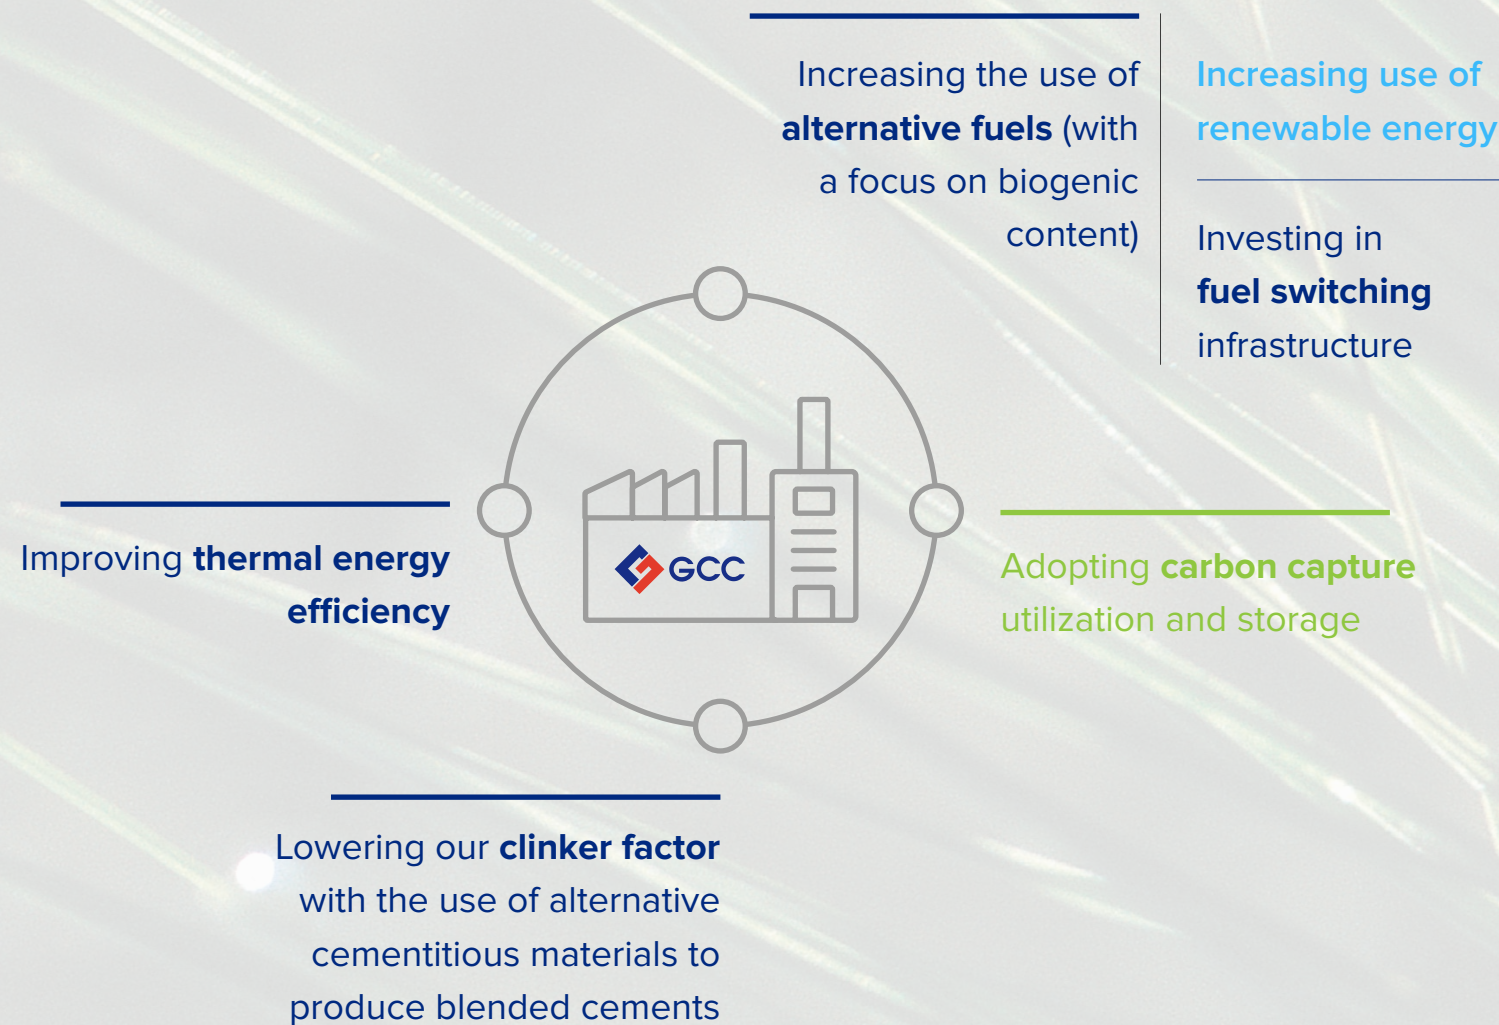 Increasing the use of
alternative fuels (with
a focus on biogenic
content)
Increasing use of
renewable energy
Investing in
fuel switching
infrastructure
Improving thermal energy
efficiency
GCC
Adopting carbon capture
utilization and storage
Lowering our clinker factor
with the use of alternative
cementitious materials to
produce blended cements